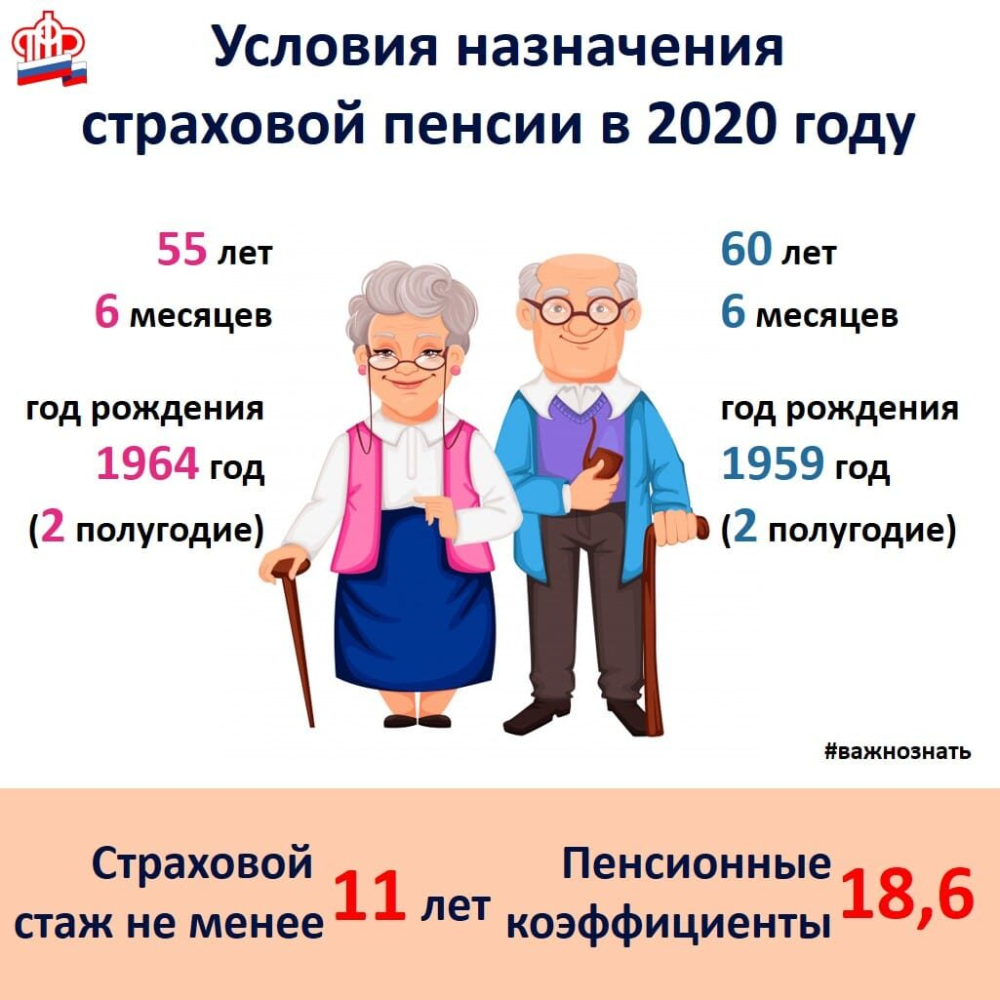 ПФР
Условия назначения
страховой пенсии в 2020 году
55 лет
6 месяцев
год рождения
1964 год
(2 полугодие)
60 лет
6 месяцев
год рождения
1959 год
(2 полугодие)
#важнознать
Страховой
стаж не менее 11 лет
Пенсионные
коэффициенты 18,6